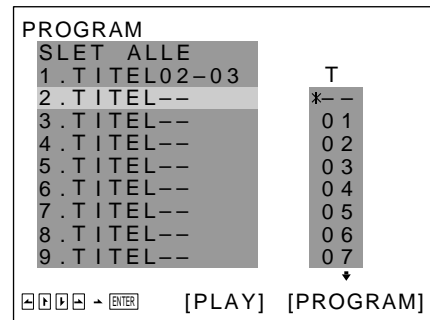 PROGRAM
SLET ALLE
1.TITEL02–03
2.TITEL––
3.TITEL––
4.TITEL––
5.TITEL––
6.TITEL––
7.TITEL––
8.TITEL––
9.TITEL––
T
*––
01
02
03
04
05
06
07
ENTER [PLAY] [PROGRAM]